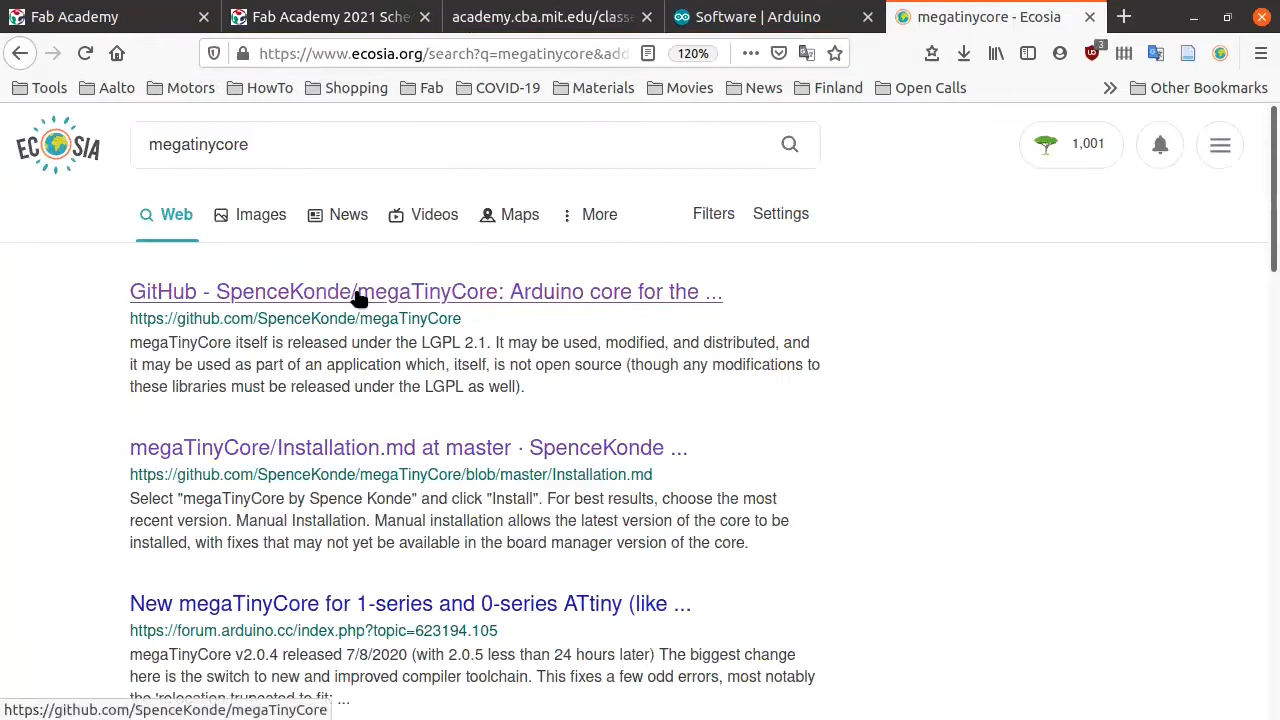 Fab Academy
Fab Academy 2021 Sche
academy.cba.mit.edu/classe
Software | Arduino
megatinycore - Ecosia
https://www.ecosia.org/search?q=megatinycore&add
120%
3
Tools
Aalto
Motors
HowTo
Shopping
Fab
COVID-19
Materials
Movies
News
Finland
Open Calls
Other Bookmarks
ECOSIA
megatinycore
1,001
Web
Images
News
Videos
Maps
More
Filters
Settings
GitHub - SpenceKonde/megaTinyCore: Arduino core for the ...
https://github.com/SpenceKonde/megaTinyCore
megaTinyCore itself is released under the LGPL 2.1. It may be used, modified, and distributed, and
it may be used as part of an application which, itself, is not open source (though any modifications to
these libraries must be released under the LGPL as well).
megaTinyCore/Installation.md at master · SpenceKonde ...
https://github.com/SpenceKonde/megaTinyCore/blob/master/Installation.md
Select "megaTinyCore by Spence Konde" and click "Install". For best results, choose the most
recent version. Manual Installation. Manual installation allows the latest version of the core to be
installed, with fixes that may not yet be available in the board manager version of the core.
New megaTinyCore for 1-series and 0-series ATtiny (like ...
https://forum.arduino.cc/index.php?topic=623194.105
megaTinyCore v2.0.4 released 7/8/2020 (with 2.0.5 less than 24 hours later) The biggest change
here is the switch to new and improved compiler toolchain. This fixes a few odd errors, most notably
the 'relocation truncated to fit: ...
https://github.com/SpenceKonde/megaTinyCore